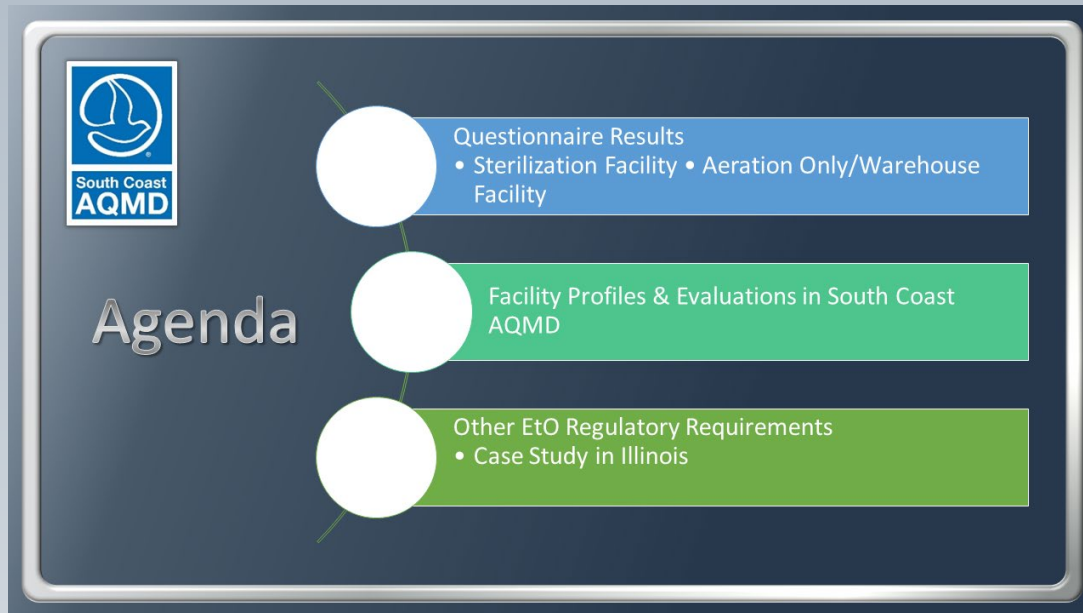 South Coast
AQMD
Agenda
Questionnaire Results
• Sterilization Facility • Aeration Only/Warehouse
Facility
Facility Profiles & Evaluations in South Coast
AQMD
Other EtO Regulatory Requirements
• Case Study in Illinois